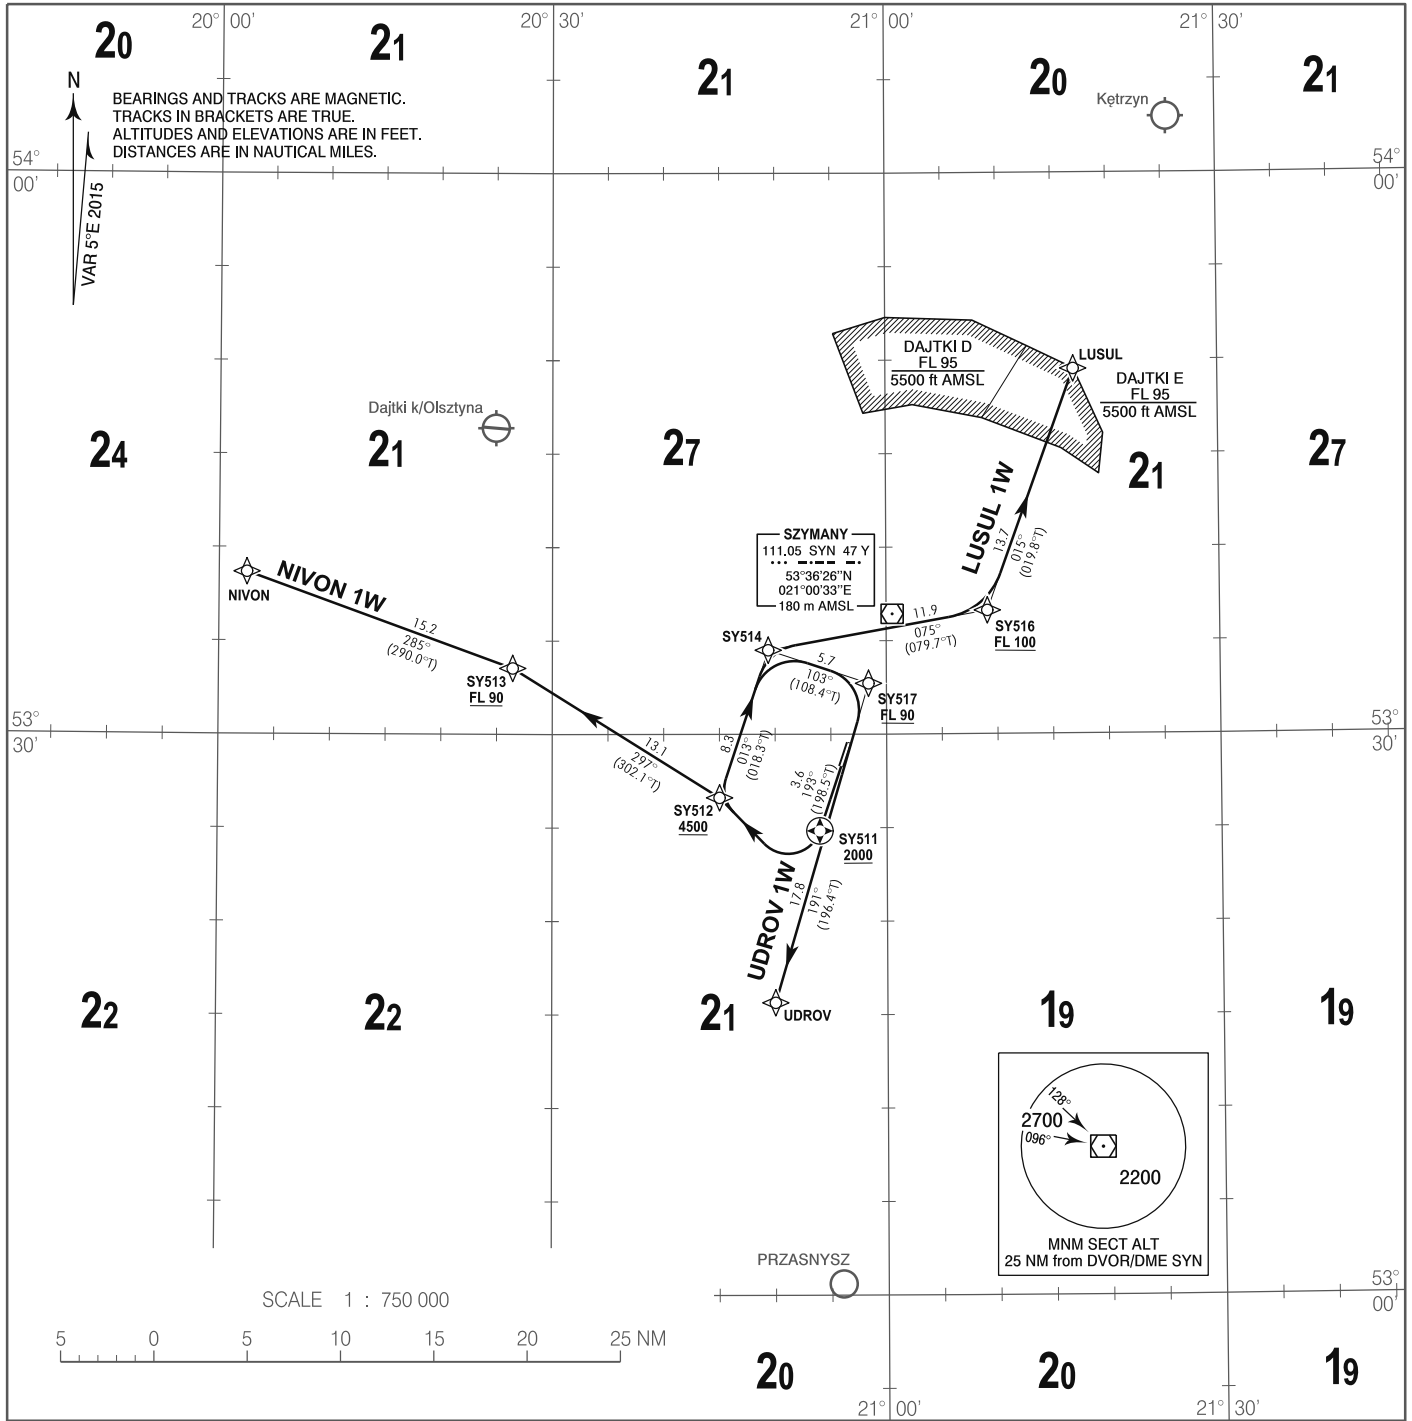 20° 00'
20° 30'
21° 00'
21° 30'
20
21
21
20
21
N
VAR 5°E 2015
BEARINGS AND TRACKS ARE MAGNETIC.
TRACKS IN BRACKETS ARE TRUE.
ALTITUDES AND ELEVATIONS ARE IN FEET.
DISTANCES ARE IN NAUTICAL MILES.
Kętrzyn
54°
00'
54°
00'
DAJTKI D
FL 95
5500 ft AMSL
LUSUL
DAJTKI E
FL 95
5500 ft AMSL
Dajtki k/Olsztyna
24
21
27
21
27
LUSUL 1W
13.7
015°
(019.8°T)
SZYMANY
111.05 SYN 47 Y
53°36'26"N
021°00'33"E
180 m AMSL
NIVON
NIVON 1W
15.2
285°
(290.0°T)
11.9
075°
(079.7°T)
SY516
FL 100
SY514
5.7
103°
(108.4°T)
SY513
FL 90
SY517
FL 90
53°
30'
53°
30'
13.1
297°
(302.1°T)
8.3
013°
(018.3°T)
3.6
193°
(198.5°T)
SY512
4500
SY511
2000
UDROV 1W
17.8
191°
(196.4°T)
UDROV
22
22
21
19
19
128°
2700
096°
2200
MNM SECT ALT
25 NM from DVOR/DME SYN
PRZASNYSZ
53°
00'
SCALE 1 : 750 000
5 0 5 10 15 20 25 NM
20
20
19
21° 00'
21° 30'